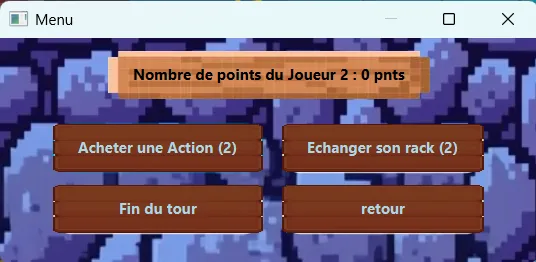 Menu
Nombre de points du Joueur 2 : 0 pnts
Acheter une Action (2)
Echanger son rack (2)
Fin du tour
retour